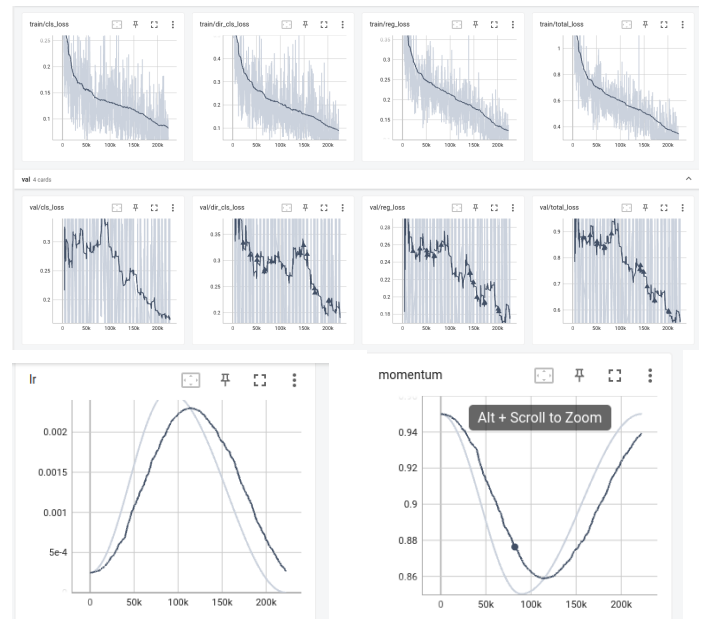 train/cls_loss
0.25
0.2
0.15
0.1
50k 100k 150k 200k
train/dir_cls_loss
0.4
0.3
0.2
0.1
0 50k 100k 150k 200k
train/reg_loss
0.35
0.3
0.25
0.2
0.15
50k 100k 150k 200k
train/total_loss
1
0.8
0.6
0.4
50k 100k 150k 200k
val 4 cards
val/cls_loss
0.3
0.25
0.2
0 50k 100k 150k 200k
val/dir_cls_loss
0.35
0.3
0.25
0.2
0 50k 100k 150k 200k
val/reg_loss
0.28
0.26
0.24
0.22
0.2
0.18
0 50k 100k 150k 200k
val/total_loss
0.9
0.8
0.7
0.6
0 50k 100k 150k 200k
lr
0.002
0.0015
0.001
5e-4
0 50k 100k 150k 200k
momentum
Alt + Scroll to Zoom
0.94
0.92
0.9
0.88
0.86
0 50k 100k 150k 200k